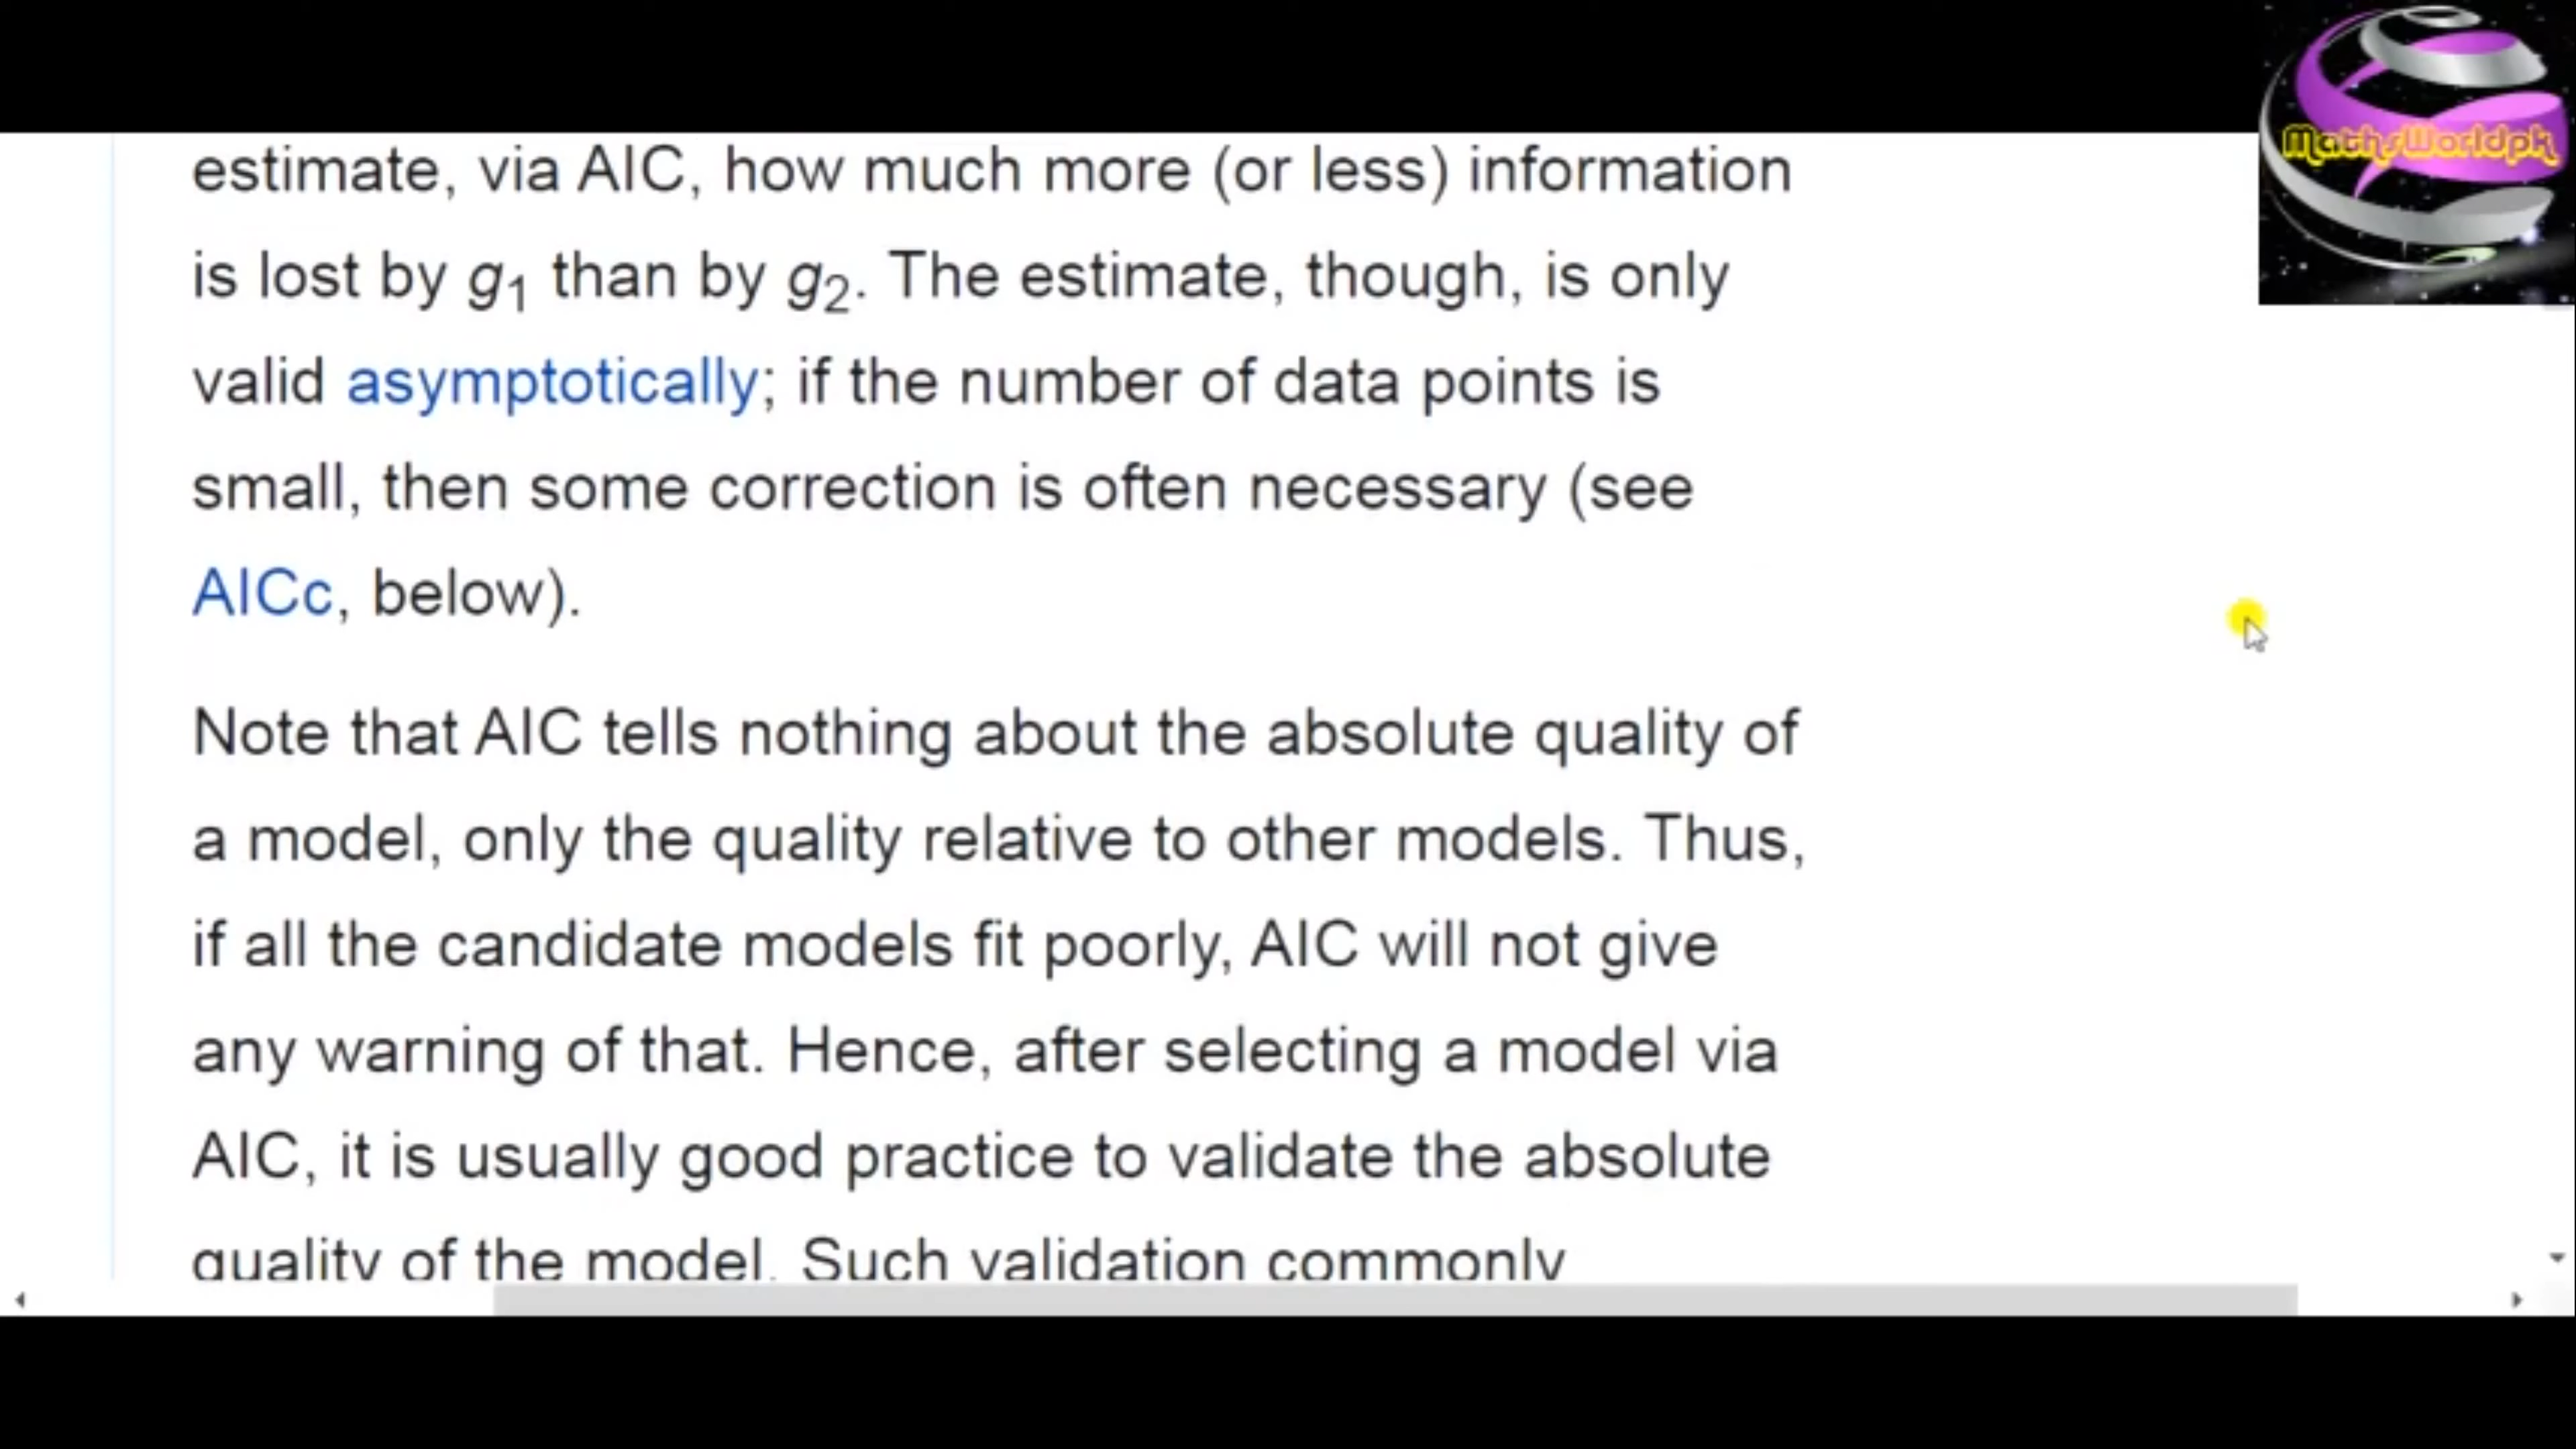 MathsWorldpk
estimate, via AIC, how much more (or less) information
is lost by g₁ than by g₂. The estimate, though, is only
valid asymptotically; if the number of data points is
small, then some correction is often necessary (see
AICc, below).
Note that AIC tells nothing about the absolute quality of
a model, only the quality relative to other models. Thus,
if all the candidate models fit poorly, AIC will not give
any warning of that. Hence, after selecting a model via
AIC, it is usually good practice to validate the absolute
quality of the model. Such validation commonly